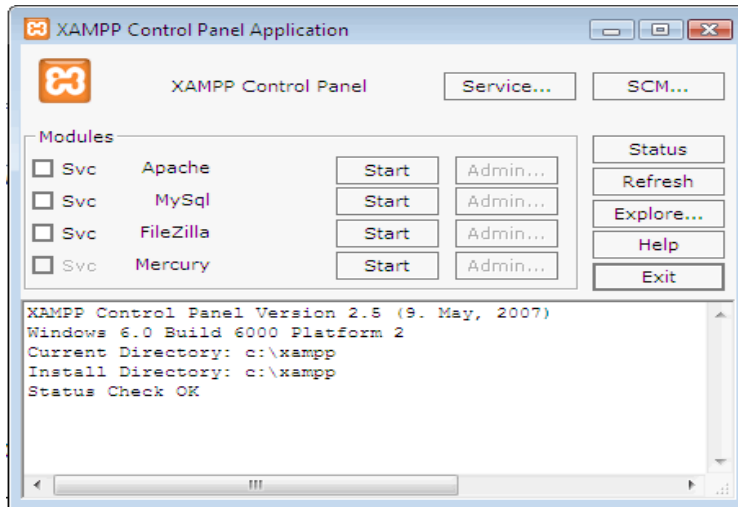 XAMPP Control Panel Application
XAMPP Control Panel Service... SCM...
Modules
Svc Apache Start Admin...
Svc MySql Start Admin...
Svc FileZilla Start Admin...
Svc Mercury Start Admin...
Status
Refresh
Explore...
Help
Exit
XAMPP Control Panel Version 2.5 (9. May, 2007)
Windows 6.0 Build 6000 Platform 2
Current Directory: c:\xampp
Install Directory: c:\xampp
Status Check OK